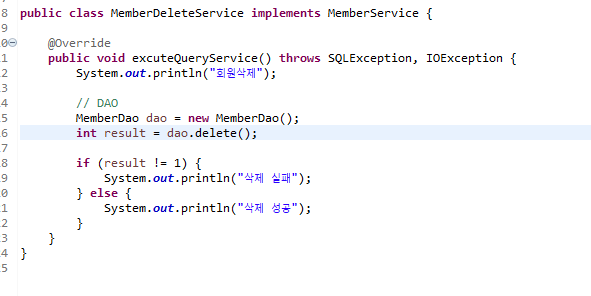 8 public class MemberDeleteService implements MemberService {
9
0 @Override
1 public void excuteQueryService() throws SQLException, IOException {
2 System.out.println("회원삭제");
3
4 // DAO
5 MemberDao dao = new MemberDao();
6 int result = dao.delete();
7
8 if (result != 1) {
9 System.out.println("삭제 실패");
0 } else {
1 System.out.println("삭제 성공");
2 }
3 }
4 }
5